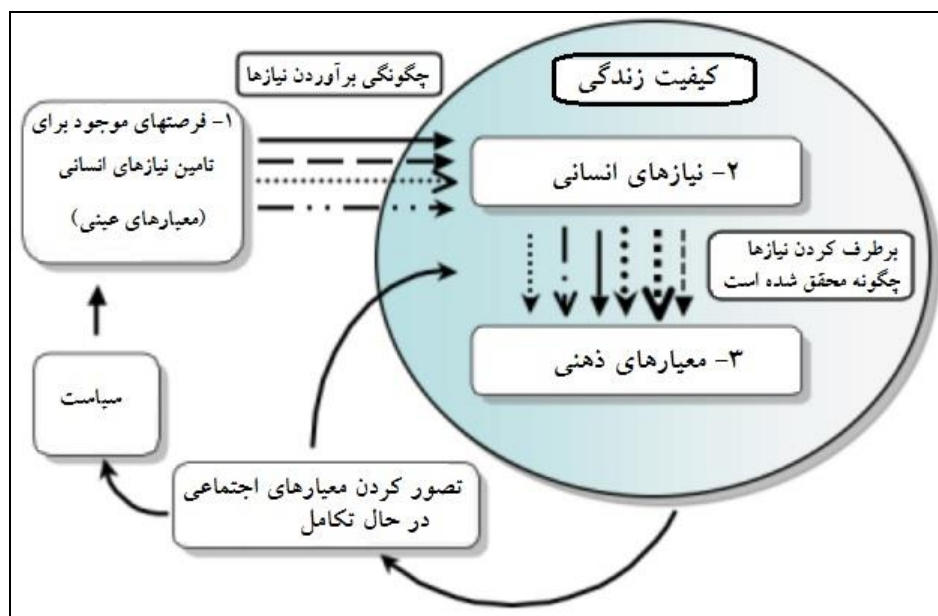 کیفیت زندگی
چگونگی برآوردن نیازها
۱- فرصتهای موجود برای
تامین نیازهای انسانی
(معیارهای عینی)
۲- نیازهای انسانی
برطرف کردن نیازها
چگونه محقق شده است
۳- معیارهای ذهنی
سیاست
تصور کردن معیارهای اجتماعی
در حال تکامل